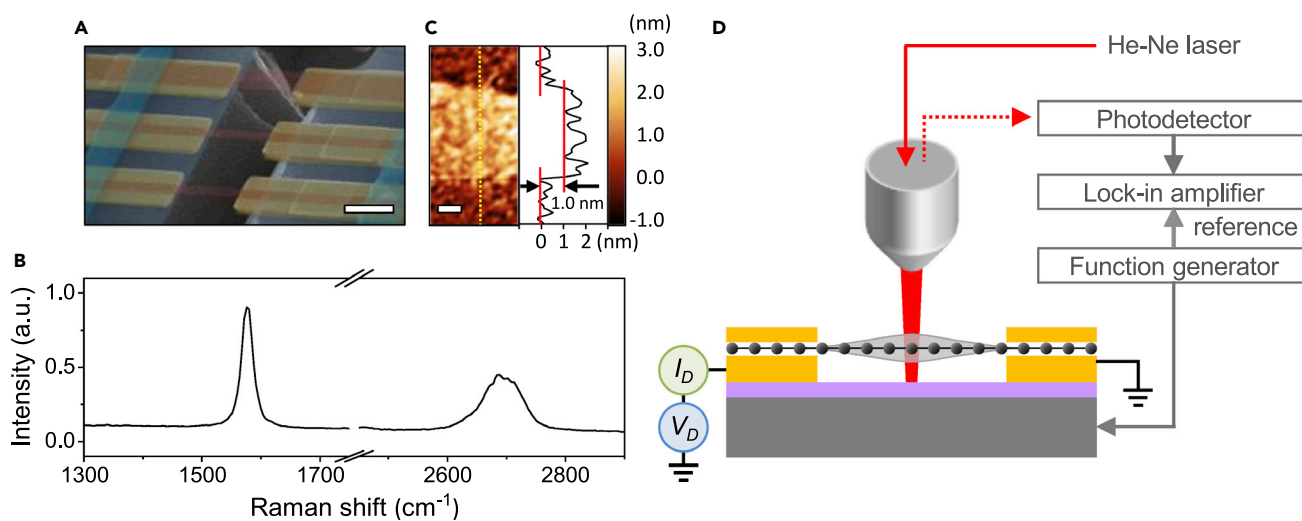 A
C
(nm)
3.0
2.0
1.0
0.0
-1.0
1.0 nm
0 1 2 (nm)
B
1.0
0.5
0.0
Intensity (a.u.)
1300 1500 1700 2600 2800
Raman shift (cm⁻¹)
D
He-Ne laser
Photodetector
Lock-in amplifier
reference
Function generator
I_D
V_D